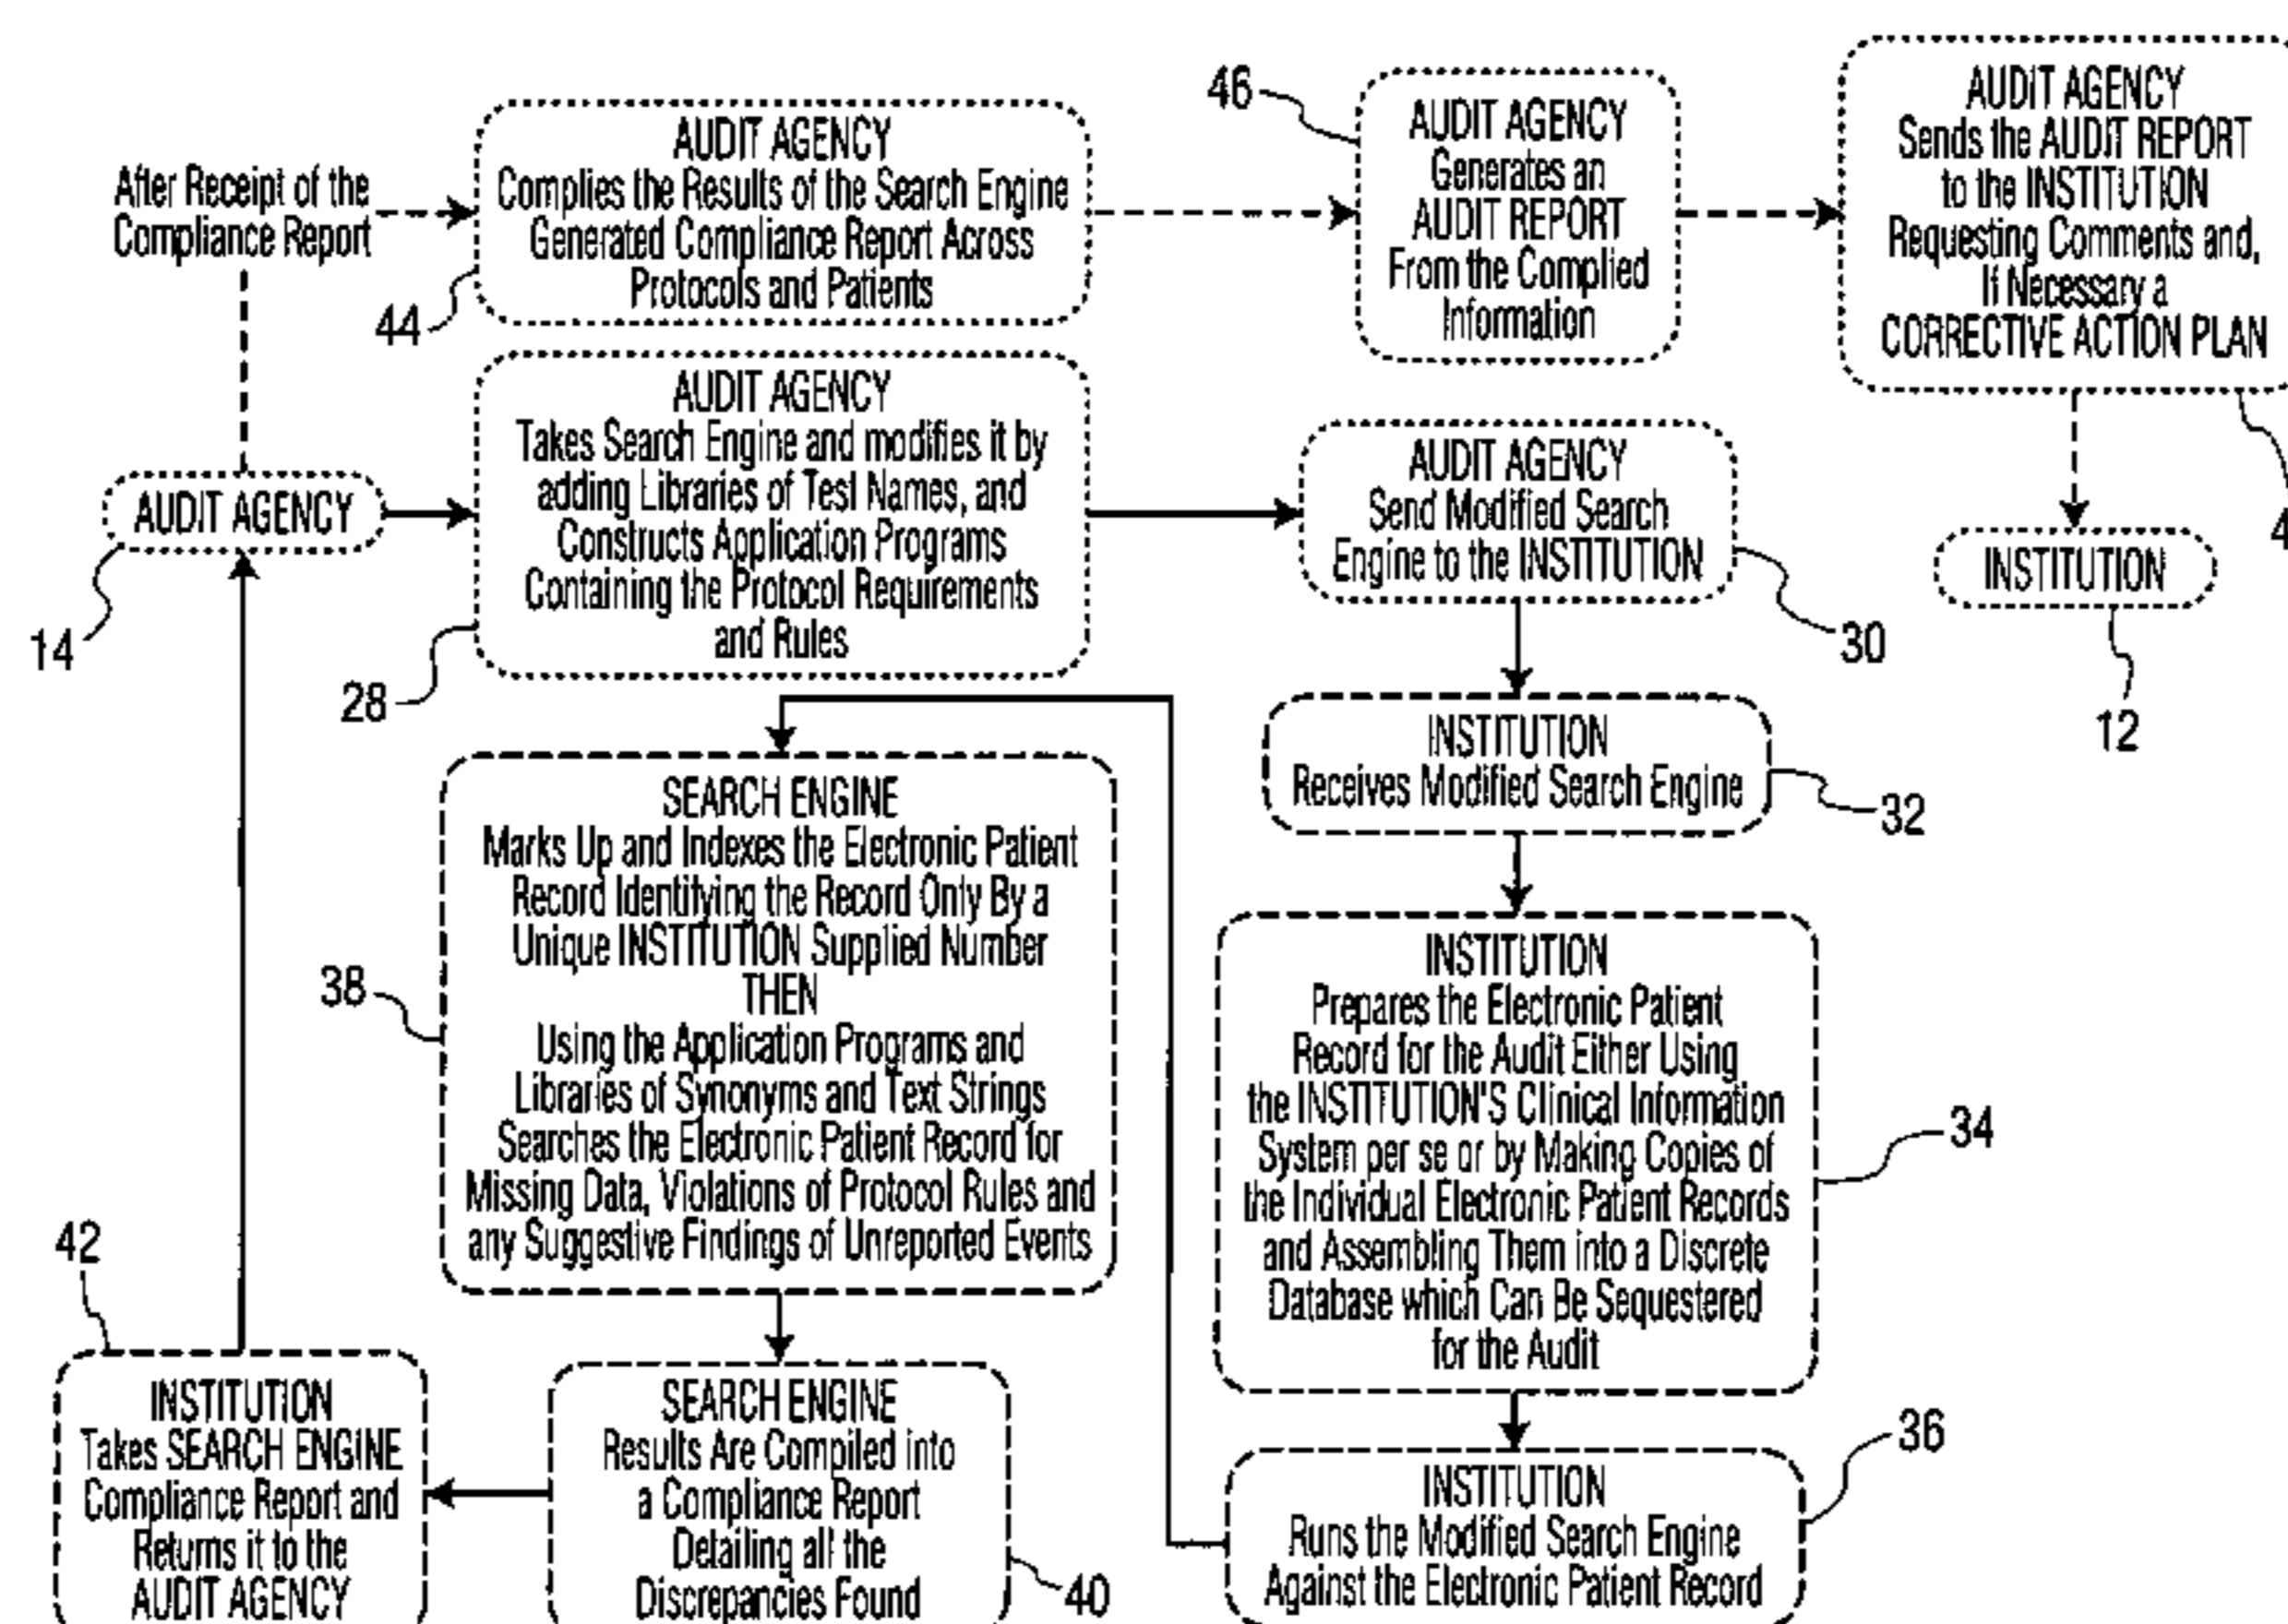 After Receipt of the
Compliance Report
AUDIT AGENCY
Complies the Results of the Search Engine
Generated Compliance Report Across
Protocols and Patients
44
46
AUDIT AGENCY
Generates an
AUDIT REPORT
From the Complied
Information
AUDIT AGENCY
Sends the AUDIT REPORT
to the INSTITUTION
Requesting Comments and,
If Necessary a
CORRECTIVE ACTION PLAN
INSTITUTION
12
AUDIT AGENCY
14
AUDIT AGENCY
Takes Search Engine and modifies it by
adding Libraries of Test Names, and
Constructs Application Programs
Containing the Protocol Requirements
and Rules
28
AUDIT AGENCY
Send Modified Search
Engine to the INSTITUTION
30
INSTITUTION
Receives Modified Search Engine
32
INSTITUTION
Prepares the Electronic Patient
Record for the Audit Either Using
the INSTITUTION'S Clinical Information
System per se or by Making Copies of
the Individual Electronic Patient Records
and Assembling Them into a Discrete
Database which Can Be Sequestered
for the Audit
34
INSTITUTION
Runs the Modified Search Engine
Against the Electronic Patient Record
36
SEARCH ENGINE
Marks Up and Indexes the Electronic Patient
Record Identifying the Record Only By a
Unique INSTITUTION Supplied Number
THEN
Using the Application Programs and
Libraries of Synonyms and Text Strings
Searches the Electronic Patient Record for
Missing Data, Violations of Protocol Rules and
any Suggestive Findings of Unreported Events
38
SEARCH ENGINE
Results Are Compiled into
a Compliance Report
Detailing all the
Discrepancies Found
40
42
INSTITUTION
Takes SEARCH ENGINE
Compliance Report and
Returns it to the
AUDIT AGENCY